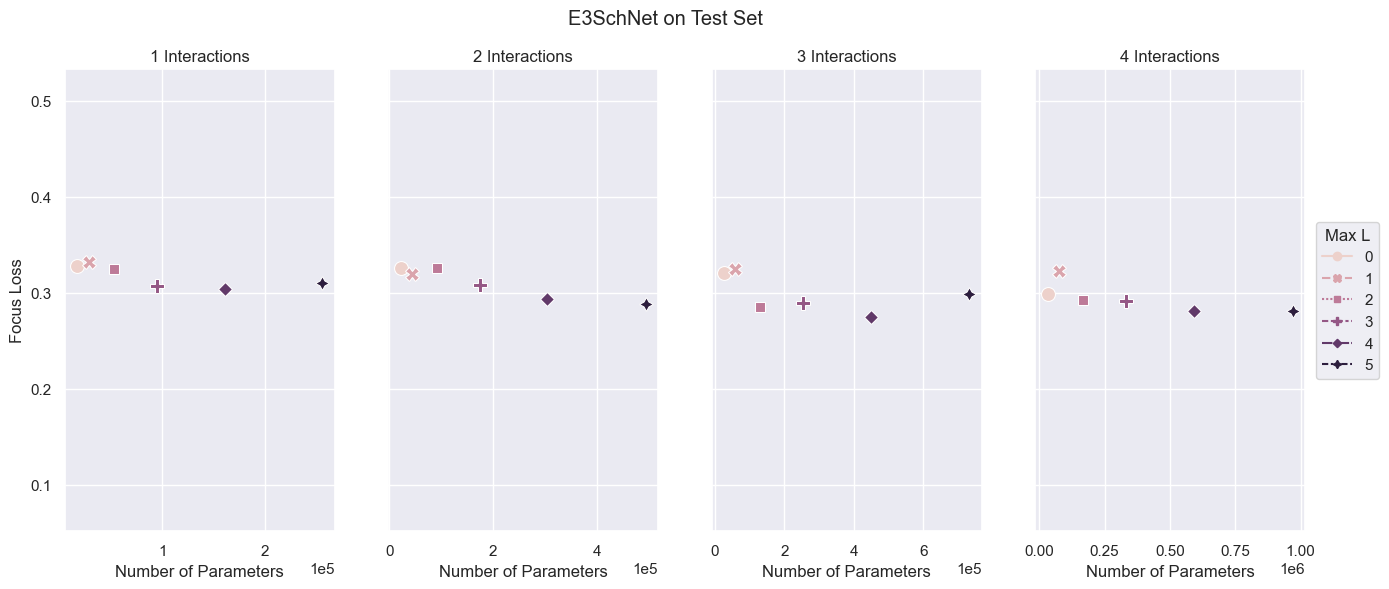 E3SchNet on Test Set
1 Interactions
2 Interactions
3 Interactions
4 Interactions
Focus Loss
0.5
0.4
0.3
0.2
0.1
1 2
1e5
Number of Parameters
0 2 4
1e5
Number of Parameters
0 2 4 6
1e5
Number of Parameters
0.00 0.25 0.50 0.75 1.00
1e6
Number of Parameters
Max L
0
1
2
3
4
5